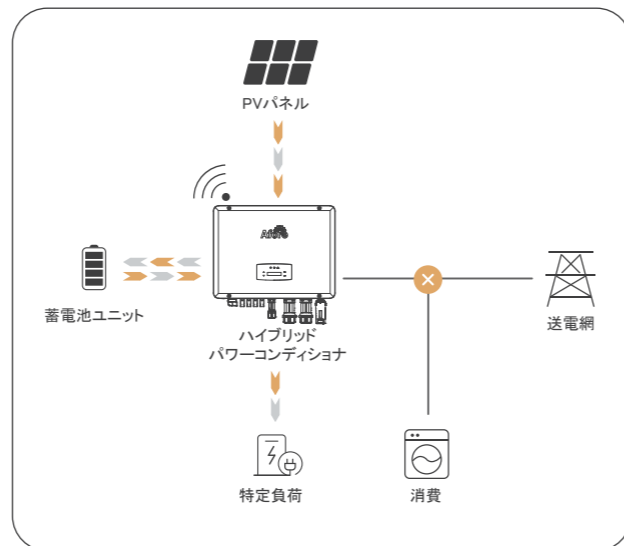 PVパネル
Afore
蓄電池ユニット
ハイブリッド
パワーコンディショナ
送電網
特定負荷
消費